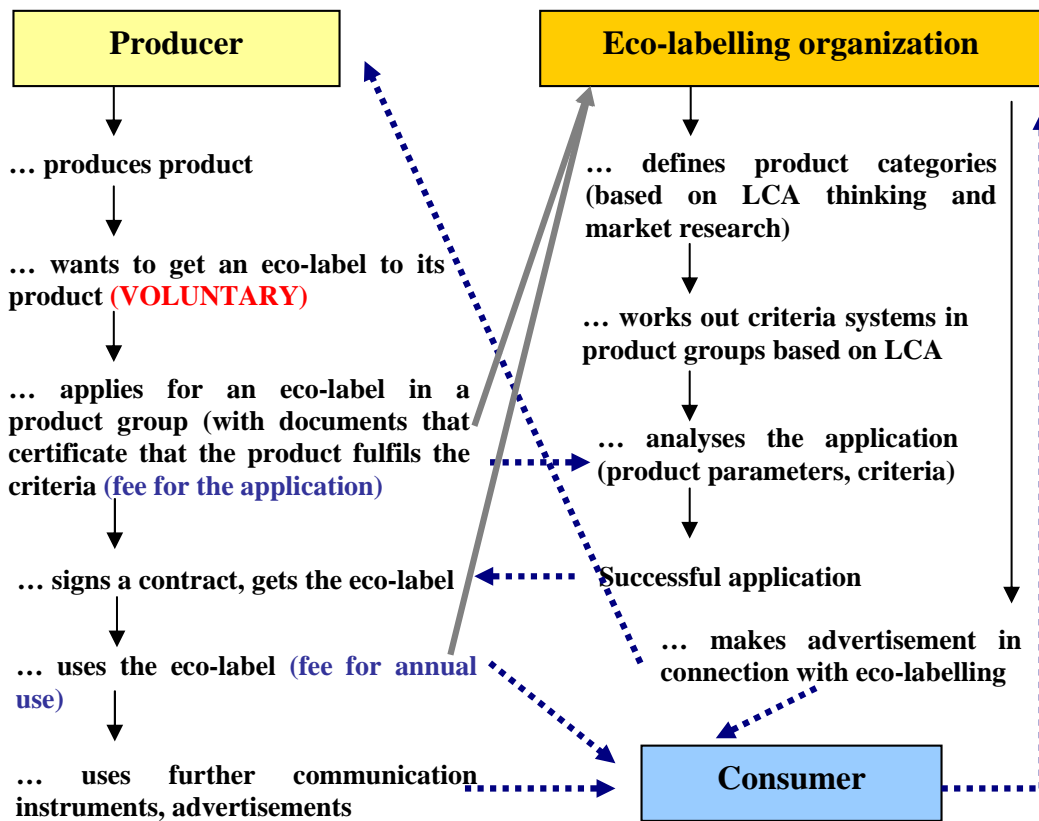 Producer
… produces product
… wants to get an eco-label to its
product (VOLUNTARY)
… applies for an eco-label in a
product group (with documents that
certificate that the product fulfils the
criteria (fee for the application)
… signs a contract, gets the eco-label
… uses the eco-label (fee for annual
use)
… uses further communication
instruments, advertisements
Eco-labelling organization
… defines product categories
(based on LCA thinking and
market research)
… works out criteria systems in
product groups based on LCA
… analyses the application
(product parameters, criteria)
Successful application
… makes advertisement in
connection with eco-labelling
Consumer